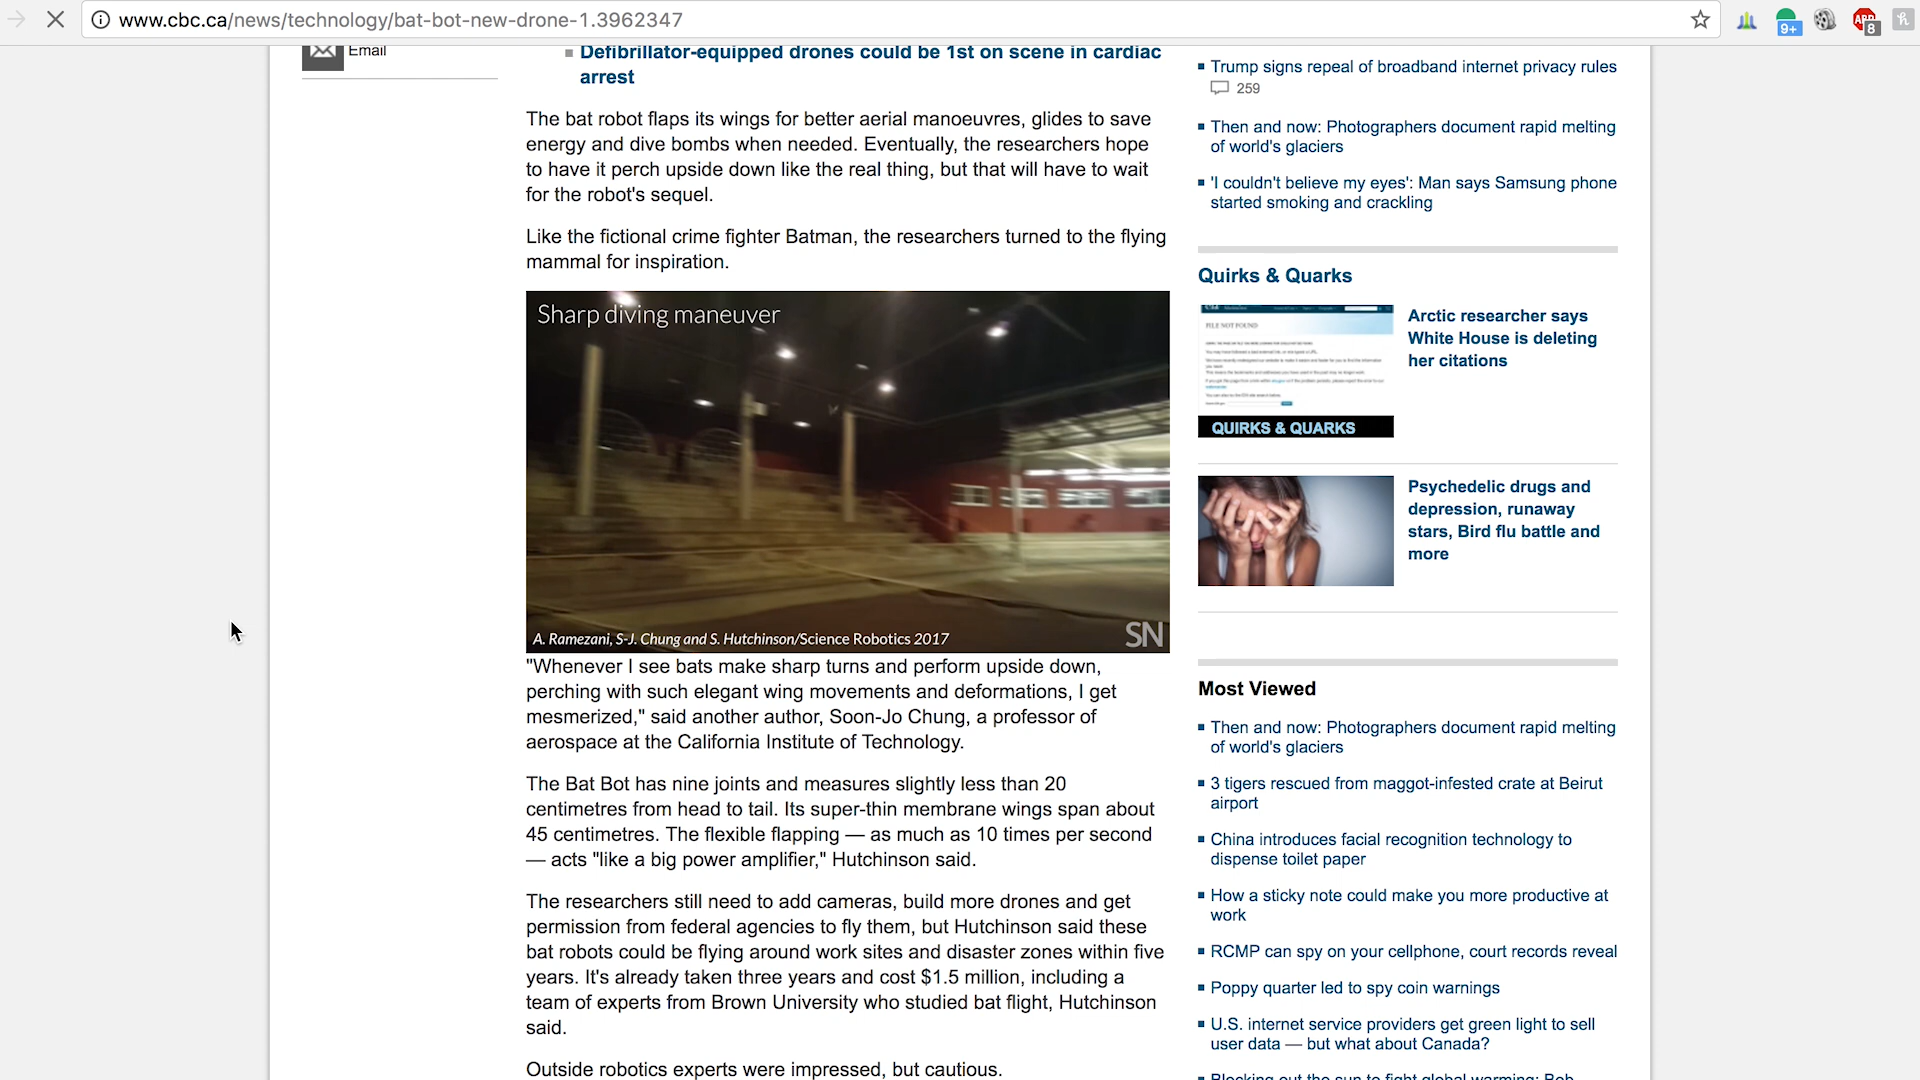 www.cbc.ca/news/technology/bat-bot-new-drone-1.3962347
9+
ABP
8
Email
Defibrillator-equipped drones could be 1st on scene in cardiac
arrest
The bat robot flaps its wings for better aerial manoeuvres, glides to save
energy and dive bombs when needed. Eventually, the researchers hope
to have it perch upside down like the real thing, but that will have to wait
for the robot's sequel.
Like the fictional crime fighter Batman, the researchers turned to the flying
mammal for inspiration.
Sharp diving maneuver
A. Ramezani, S-J. Chung and S. Hutchinson/Science Robotics 2017
SN
"Whenever I see bats make sharp turns and perform upside down,
perching with such elegant wing movements and deformations, I get
mesmerized," said another author, Soon-Jo Chung, a professor of
aerospace at the California Institute of Technology.
The Bat Bot has nine joints and measures slightly less than 20
centimetres from head to tail. Its super-thin membrane wings span about
45 centimetres. The flexible flapping — as much as 10 times per second
— acts "like a big power amplifier," Hutchinson said.
The researchers still need to add cameras, build more drones and get
permission from federal agencies to fly them, but Hutchinson said these
bat robots could be flying around work sites and disaster zones within five
years. It's already taken three years and cost $1.5 million, including a
team of experts from Brown University who studied bat flight, Hutchinson
said.
Outside robotics experts were impressed, but cautious.
Trump signs repeal of broadband internet privacy rules
259
Then and now: Photographers document rapid melting
of world's glaciers
'I couldn't believe my eyes': Man says Samsung phone
started smoking and crackling
Quirks & Quarks
FILE NOT FOUND
QUIRKS & QUARKS
Arctic researcher says
White House is deleting
her citations
Psychedelic drugs and
depression, runaway
stars, Bird flu battle and
more
Most Viewed
Then and now: Photographers document rapid melting
of world's glaciers
3 tigers rescued from maggot-infested crate at Beirut
airport
China introduces facial recognition technology to
dispense toilet paper
How a sticky note could make you more productive at
work
RCMP can spy on your cellphone, court records reveal
Poppy quarter led to spy coin warnings
U.S. internet service providers get green light to sell
user data — but what about Canada?
Blocking out the sun to fight global warming: Bob